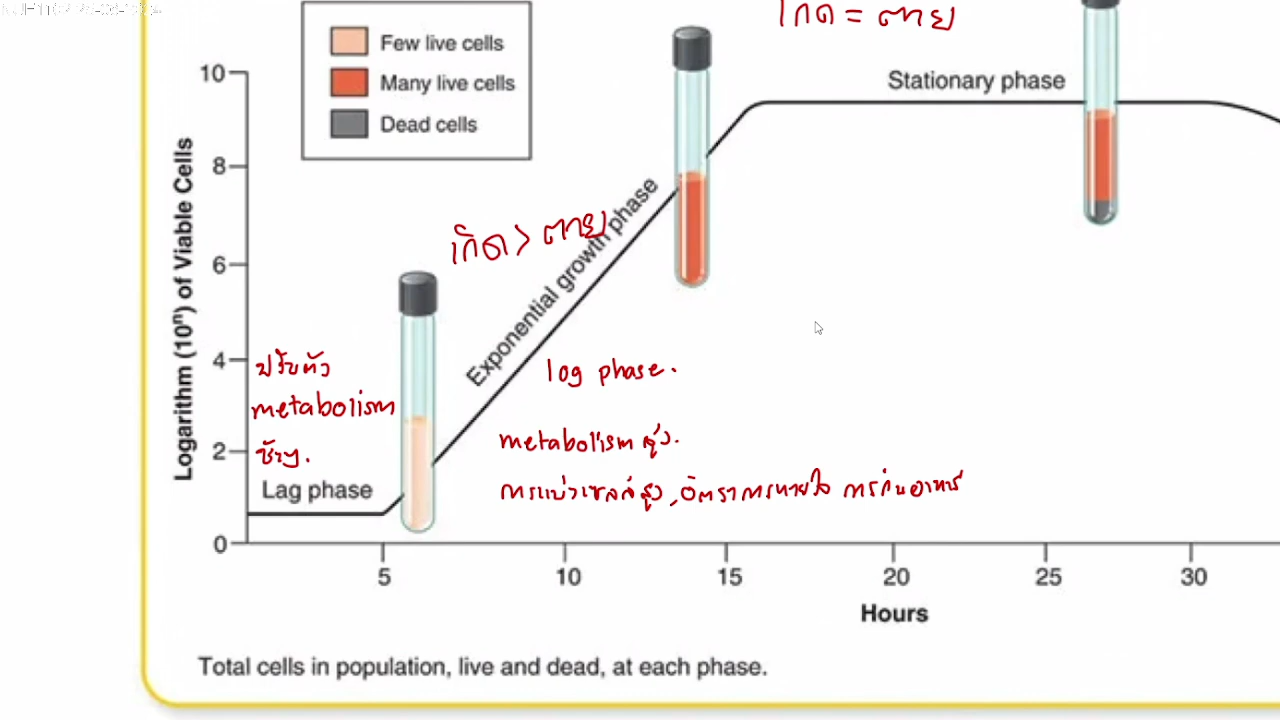 เกิด = ตาย
Few live cells
Many live cells
Dead cells
Stationary phase
Logarithm (10ⁿ) of Viable Cells
10
8
6
4
2
0
เกิด > ตาย
Exponential growth phase
ปรับตัว
metabolism
ช้าๆ.
Lag phase
log phase.
metabolism สูง.
การแบ่งเซลล์สูง, อัตราการหายใจ การกินอาหาร
5
10
15
20
25
30
Hours
Total cells in population, live and dead, at each phase.